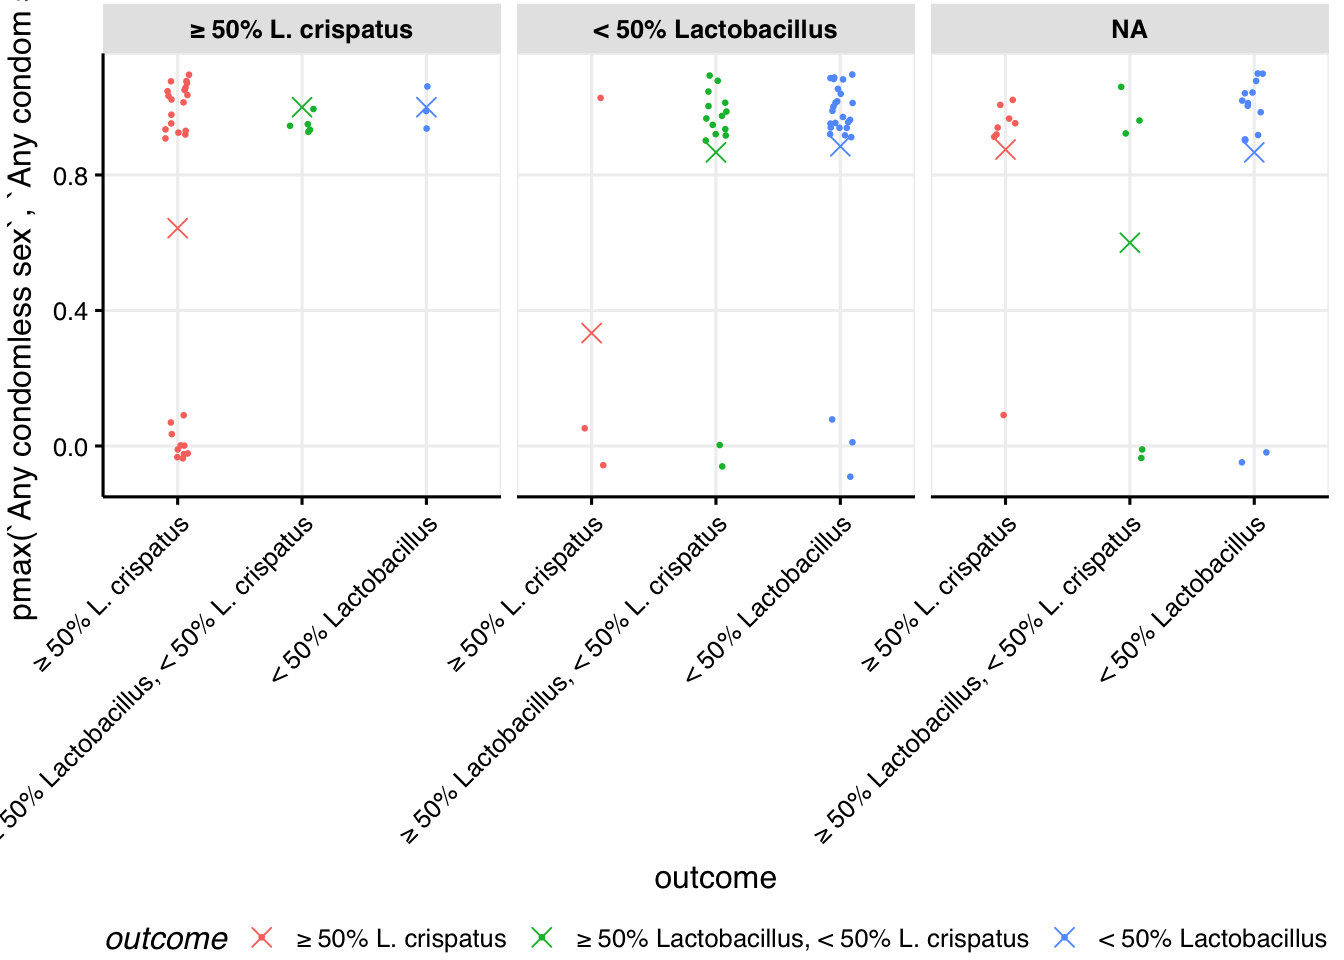 ≥ 50% L. crispatus
< 50% Lactobacillus
NA
pmax(`Any condomless sex`, `Any condom
0.8
0.4
0.0
≥ 50% L. crispatus
50% Lactobacillus, < 50% L. crispatus
< 50% Lactobacillus
≥ 50% L. crispatus
≥ 50% Lactobacillus, < 50% L. crispatus
< 50% Lactobacillus
≥ 50% L. crispatus
≥ 50% Lactobacillus, < 50% L. crispatus
< 50% Lactobacillus
outcome
outcome ≥ 50% L. crispatus ≥ 50% Lactobacillus, < 50% L. crispatus < 50% Lactobacillus